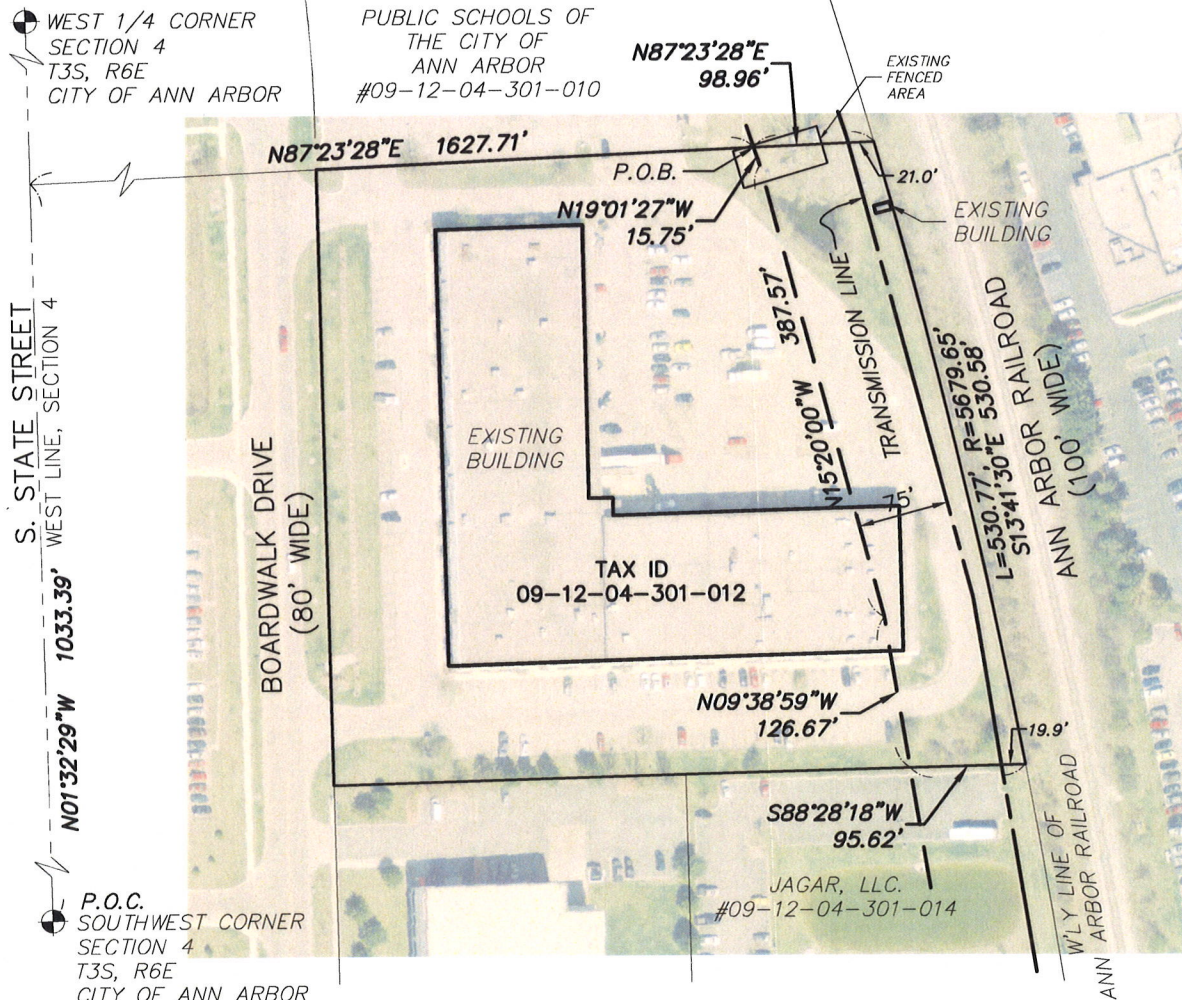 WEST 1/4 CORNER
SECTION 4
T3S, R6E
CITY OF ANN ARBOR
PUBLIC SCHOOLS OF
THE CITY OF
ANN ARBOR
#09-12-04-301-010
N87°23'28"E
98.96'
EXISTING
FENCED
AREA
N87°23'28"E 1627.71'
P.O.B.
21.0'
N19°01'27"W
15.75'
EXISTING
BUILDING
TRANSMISSION LINE
N15°20'00"W 387.57'
L=530.77', R=5679.65'
S13°41'30"E 530.58'
ANN ARBOR RAILROAD
(100' WIDE)
S. STATE STREET
WEST LINE, SECTION 4
N01°32'29"W 1033.39'
BOARDWALK DRIVE
(80' WIDE)
EXISTING
BUILDING
75'
TAX ID
09-12-04-301-012
N09°38'59"W
126.67'
19.9'
S88°28'18"W
95.62'
W'LY LINE OF
ANN ARBOR RAILROAD
JAGAR, LLC.
#09-12-04-301-014
P.O.C.
SOUTHWEST CORNER
SECTION 4
T3S, R6E
CITY OF ANN ARBOR